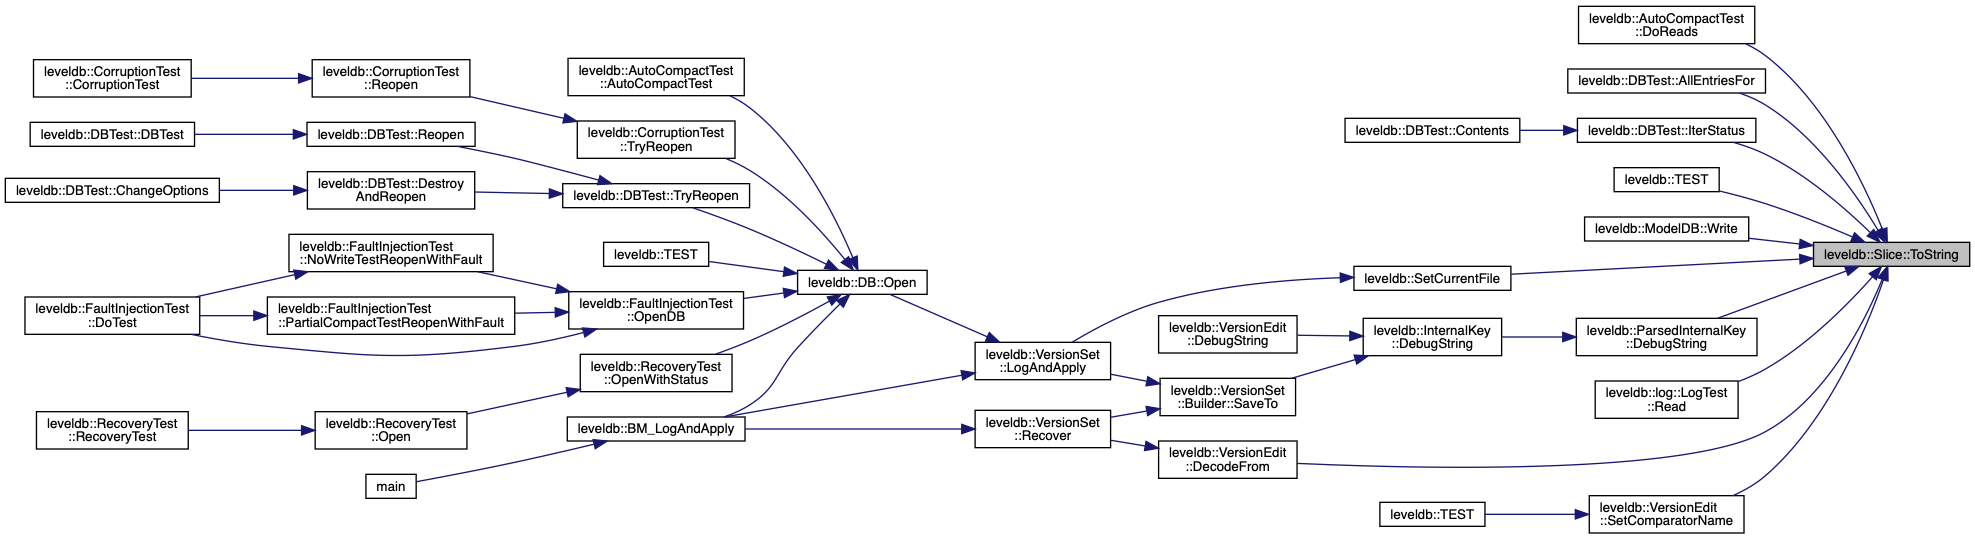 leveldb::AutoCompactTest
::DoReads
leveldb::DBTest::AllEntriesFor
leveldb::DBTest::Contents
leveldb::DBTest::IterStatus
leveldb::TEST
leveldb::ModelDB::Write
leveldb::Slice::ToString
leveldb::SetCurrentFile
leveldb::VersionEdit
::DebugString
leveldb::InternalKey
::DebugString
leveldb::ParsedInternalKey
::DebugString
leveldb::log::LogTest
::Read
leveldb::VersionSet
::LogAndApply
leveldb::VersionSet
::Builder::SaveTo
leveldb::VersionSet
::Recover
leveldb::VersionEdit
::DecodeFrom
leveldb::TEST
leveldb::VersionEdit
::SetComparatorName
leveldb::DB::Open
leveldb::AutoCompactTest
::AutoCompactTest
leveldb::CorruptionTest
::CorruptionTest
leveldb::CorruptionTest
::Reopen
leveldb::CorruptionTest
::TryReopen
leveldb::DBTest::DBTest
leveldb::DBTest::Reopen
leveldb::DBTest::ChangeOptions
leveldb::DBTest::Destroy
AndReopen
leveldb::DBTest::TryReopen
leveldb::TEST
leveldb::FaultInjectionTest
::NoWriteTestReopenWithFault
leveldb::FaultInjectionTest
::DoTest
leveldb::FaultInjectionTest
::PartialCompactTestReopenWithFault
leveldb::FaultInjectionTest
::OpenDB
leveldb::RecoveryTest
::OpenWithStatus
leveldb::RecoveryTest
::RecoveryTest
leveldb::RecoveryTest
::Open
leveldb::BM_LogAndApply
main